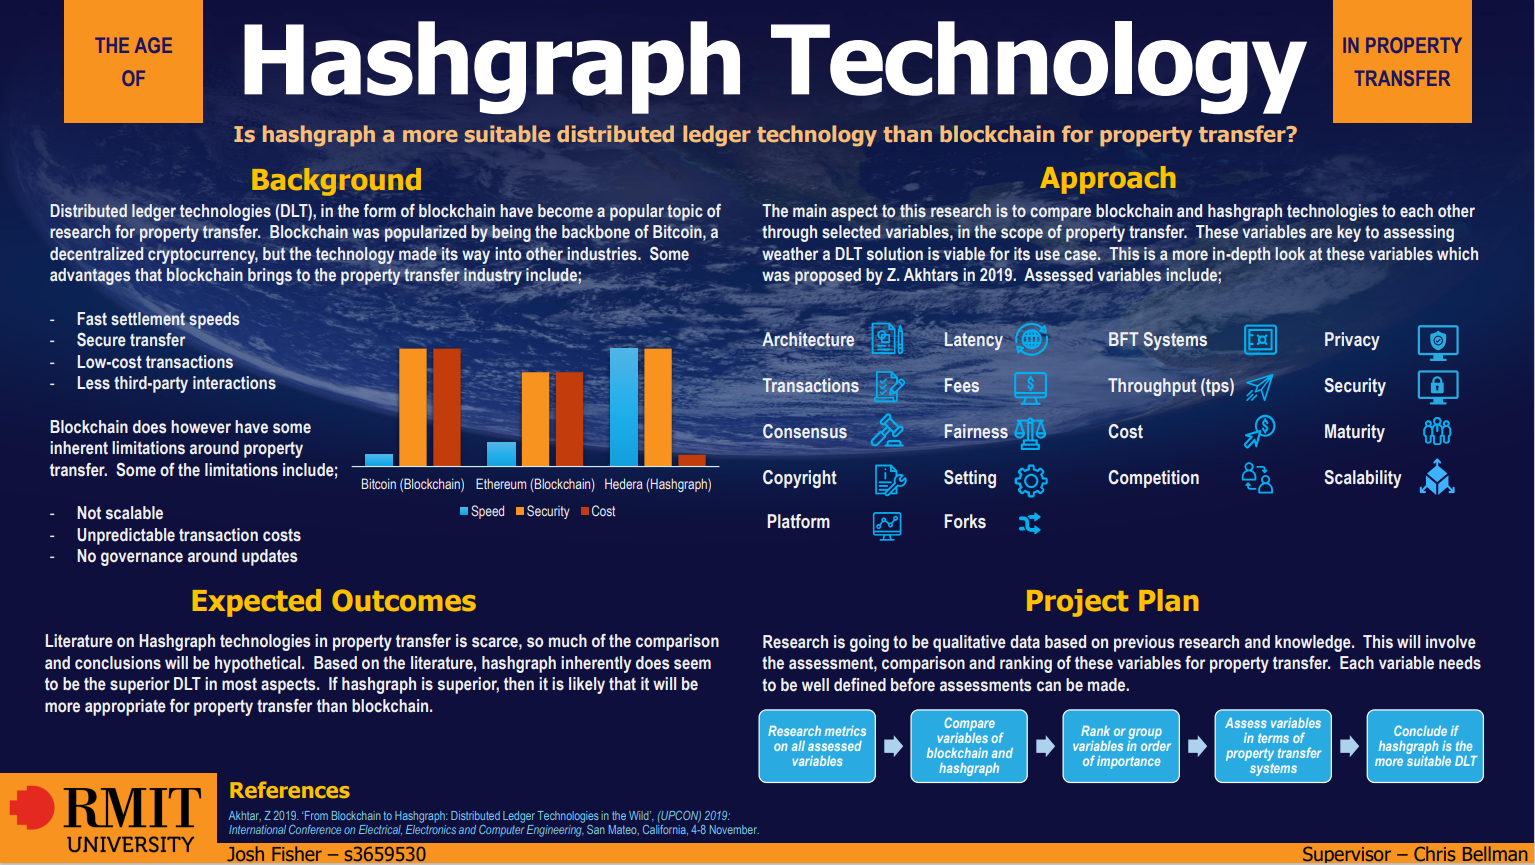 THE AGE
OF
Hashgraph Technology
IN PROPERTY
TRANSFER
Is hashgraph a more suitable distributed ledger technology than blockchain for property transfer?
Background
Distributed ledger technologies (DLT), in the form of blockchain have become a popular topic of
research for property transfer.  Blockchain was popularized by being the backbone of Bitcoin, a
decentralized cryptocurrency, but the technology made its way into other industries.  Some
advantages that blockchain brings to the property transfer industry include;
- Fast settlement speeds
- Secure transfer
- Low-cost transactions
- Less third-party interactions
Blockchain does however have some
inherent limitations around property
transfer.  Some of the limitations include;
- Not scalable
- Unpredictable transaction costs
- No governance around updates
Bitcoin (Blockchain) Ethereum (Blockchain) Hedera (Hashgraph)
Speed Security Cost
Approach
The main aspect to this research is to compare blockchain and hashgraph technologies to each other
through selected variables, in the scope of property transfer.  These variables are key to assessing
weather a DLT solution is viable for its use case.  This is a more in-depth look at these variables which
was proposed by Z. Akhtars in 2019.  Assessed variables include;
Architecture Latency BFT Systems Privacy
Transactions Fees Throughput (tps) Security
Consensus Fairness Cost Maturity
Copyright Setting Competition Scalability
Platform Forks
Expected Outcomes
Literature on Hashgraph technologies in property transfer is scarce, so much of the comparison
and conclusions will be hypothetical.  Based on the literature, hashgraph inherently does seem
to be the superior DLT in most aspects.  If hashgraph is superior, then it is likely that it will be
more appropriate for property transfer than blockchain.
Project Plan
Research is going to be qualitative data based on previous research and knowledge.  This will involve
the assessment, comparison and ranking of these variables for property transfer.  Each variable needs
to be well defined before assessments can be made.
Research metrics
on all assessed
variables
Compare
variables of
blockchain and
hashgraph
Rank or group
variables in order
of importance
Assess variables
in terms of
property transfer
systems
Conclude if
hashgraph is the
more suitable DLT
RMIT
UNIVERSITY
References
Akhtar, Z 2019. ‘From Blockchain to Hashgraph: Distributed Ledger Technologies in the Wild’, (UPCON) 2019:
International Conference on Electrical, Electronics and Computer Engineering, San Mateo, California, 4-8 November.
Josh Fisher – s3659530
Supervisor – Chris Bellman